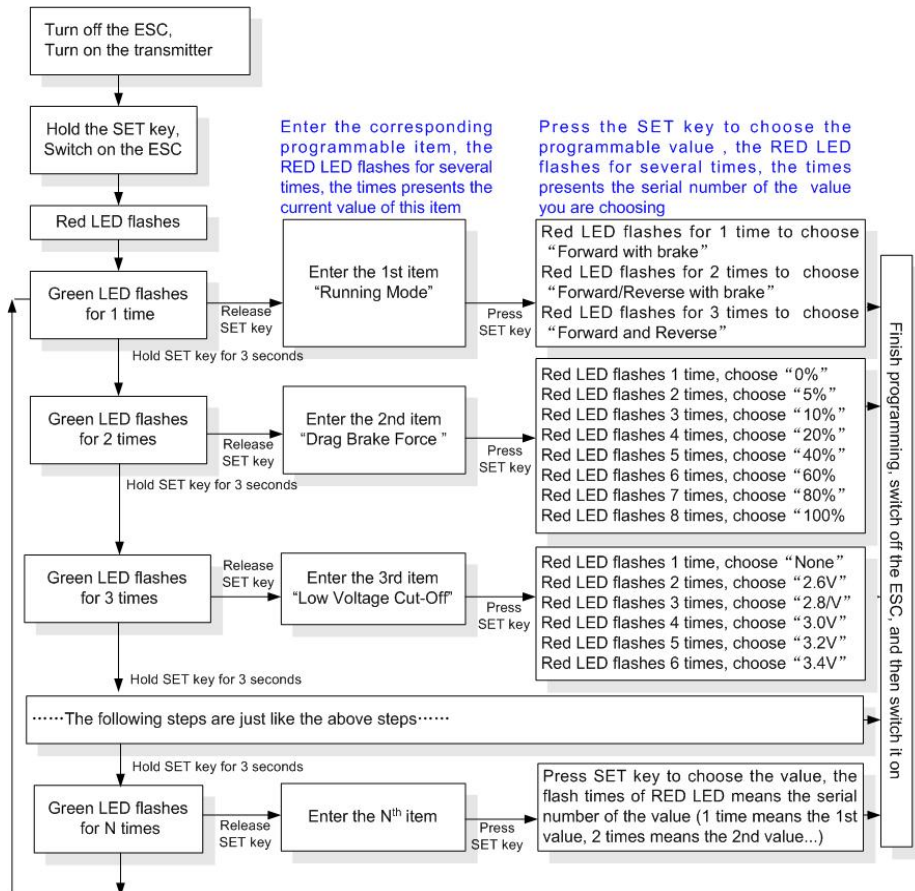 Turn off the ESC,
Turn on the transmitter
Hold the SET key,
Switch on the ESC
Red LED flashes
Enter the corresponding
programmable item, the
RED LED flashes for several
times, the times presents the
current value of this item
Press the SET key to choose the
programmable value , the RED LED
flashes for several times, the times
presents the serial number of the value
you are choosing
Green LED flashes
for 1 time
Release
SET key
Enter the 1st item
“Running Mode”
Press
SET key
Red LED flashes for 1 time to choose
“Forward with brake”
Red LED flashes for 2 times to choose
“Forward/Reverse with brake”
Red LED flashes for 3 times to choose
“Forward and Reverse”
Hold SET key for 3 seconds
Green LED flashes
for 2 times
Release
SET key
Enter the 2nd item
“Drag Brake Force ”
Press
SET key
Red LED flashes 1 time, choose “0%”
Red LED flashes 2 times, choose “5%”
Red LED flashes 3 times, choose “10%”
Red LED flashes 4 times, choose “20%”
Red LED flashes 5 times, choose “40%”
Red LED flashes 6 times, choose “60%
Red LED flashes 7 times, choose “80%”
Red LED flashes 8 times, choose “100%
Hold SET key for 3 seconds
Green LED flashes
for 3 times
Release
SET key
Enter the 3rd item
“Low Voltage Cut-Off”
Press
SET key
Red LED flashes 1 time, choose “None”
Red LED flashes 2 times, choose “2.6V”
Red LED flashes 3 times, choose “2.8/V”
Red LED flashes 4 times, choose “3.0V”
Red LED flashes 5 times, choose “3.2V”
Red LED flashes 6 times, choose “3.4V”
Hold SET key for 3 seconds
······The following steps are just like the above steps······
Hold SET key for 3 seconds
Green LED flashes
for N times
Release
SET key
Enter the Nth item
Press
SET key
Press SET key to choose the value, the
flash times of RED LED means the serial
number of the value (1 time means the 1st
value, 2 times means the 2nd value...)
Finish programming, switch off the ESC, and then switch it on